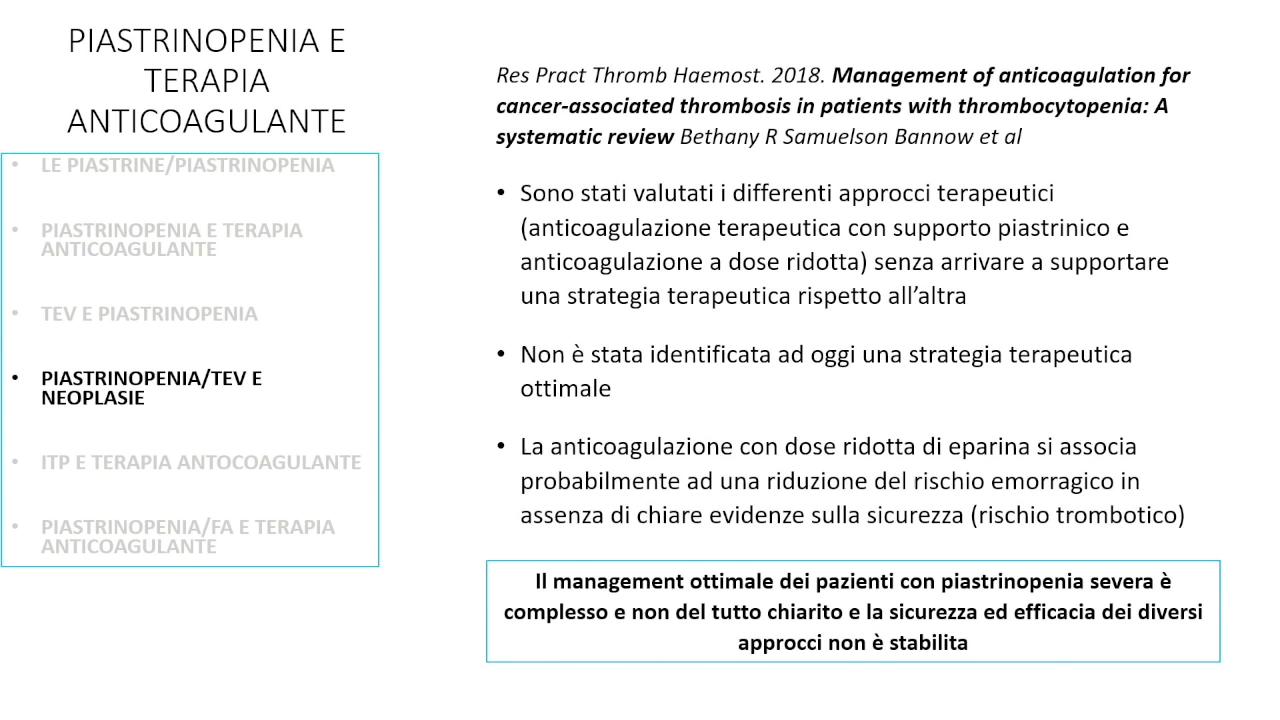 PIASTRINOPENIA E
TERAPIA
ANTICOAGULANTE
• LE PIASTRINE/PIASTRINOPENIA
• PIASTRINOPENIA E TERAPIA
ANTICOAGULANTE
• TEV E PIASTRINOPENIA
• PIASTRINOPENIA/TEV E
NEOPLASIE
• ITP E TERAPIA ANTOCOAGULANTE
• PIASTRINOPENIA/FA E TERAPIA
ANTICOAGULANTE
Res Pract Thromb Haemost. 2018. Management of anticoagulation for
cancer-associated thrombosis in patients with thrombocytopenia: A
systematic review Bethany R Samuelson Bannow et al
• Sono stati valutati i differenti approcci terapeutici
(anticoagulazione terapeutica con supporto piastrinico e
anticoagulazione a dose ridotta) senza arrivare a supportare
una strategia terapeutica rispetto all’altra
• Non è stata identificata ad oggi una strategia terapeutica
ottimale
• La anticoagulazione con dose ridotta di eparina si associa
probabilmente ad una riduzione del rischio emorragico in
assenza di chiare evidenze sulla sicurezza (rischio trombotico)
Il management ottimale dei pazienti con piastrinopenia severa è
complesso e non del tutto chiarito e la sicurezza ed efficacia dei diversi
approcci non è stabilita